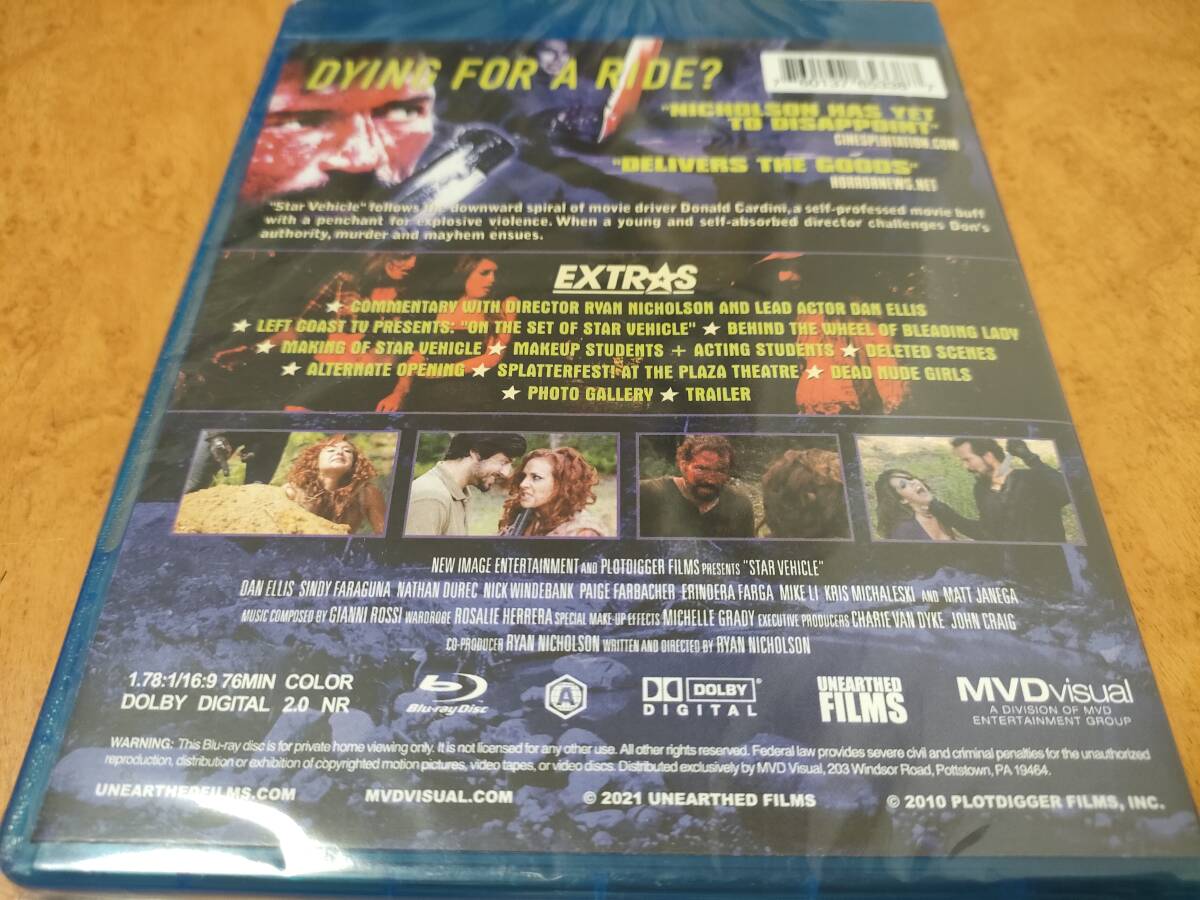 DYING FOR A RIDE?
"NICHOLSON HAS YET
TO DISAPPOINT"
CINESPLOITATION.COM
"DELIVERS THE GOODS"
HORRORNEWS.NET
"Star Vehicle" follows the downward spiral of movie driver Donald Cardini, a self-professed movie buff
with a penchant for explosive violence. When a young and self-absorbed director challenges Don's
authority, murder and mayhem ensues.
EXTRAS
★ COMMENTARY WITH DIRECTOR RYAN NICHOLSON AND LEAD ACTOR DAN ELLIS
★ LEFT COAST TV PRESENTS: "ON THE SET OF STAR VEHICLE" ★ BEHIND THE WHEEL OF BLEADING LADY
★ MAKING OF STAR VEHICLE ★ MAKEUP STUDENTS + ACTING STUDENTS ★ DELETED SCENES
★ ALTERNATE OPENING ★ SPLATTERFEST! AT THE PLAZA THEATRE ★ DEAD NUDE GIRLS
★ PHOTO GALLERY ★ TRAILER
NEW IMAGE ENTERTAINMENT AND PLOTDIGGER FILMS PRESENTS "STAR VEHICLE"
DAN ELLIS SINDY FARAGUNA NATHAN DUREC NICK WINDEBANK PAIGE FARBACHER ERINDERA FARGA MIKE LI KRIS MICHALESKI AND MATT JANEGA
MUSIC COMPOSED BY GIANNI ROSSI WARDROBE ROSALIE HERRERA SPECIAL MAKE-UP EFFECTS MICHELLE GRADY EXECUTIVE PRODUCERS CHARIE VAN DYKE JOHN CRAIG
CO-PRODUCER RYAN NICHOLSON WRITTEN AND DIRECTED BY RYAN NICHOLSON
1.78:1/16:9 76MIN COLOR
DOLBY DIGITAL 2.0 NR
Blu-ray Disc
A
DOLBY
DIGITAL
UNEARTHED
FILMS
MVDvisual
A DIVISION OF MVD
ENTERTAINMENT GROUP
WARNING: This Blu-ray disc is for private home viewing only. It is not licensed for any other use. All other rights reserved. Federal law provides severe civil and criminal penalties for the unauthorized
reproduction, distribution or exhibition of copyrighted motion pictures, video tapes, or video discs. Distributed exclusively by MVD Visual, 203 Windsor Road, Pottstown, PA 19464.
UNEARTHEDFILMS.COM
MVDVISUAL.COM
© 2021 UNEARTHED FILMS
© 2010 PLOTDIGGER FILMS, INC.